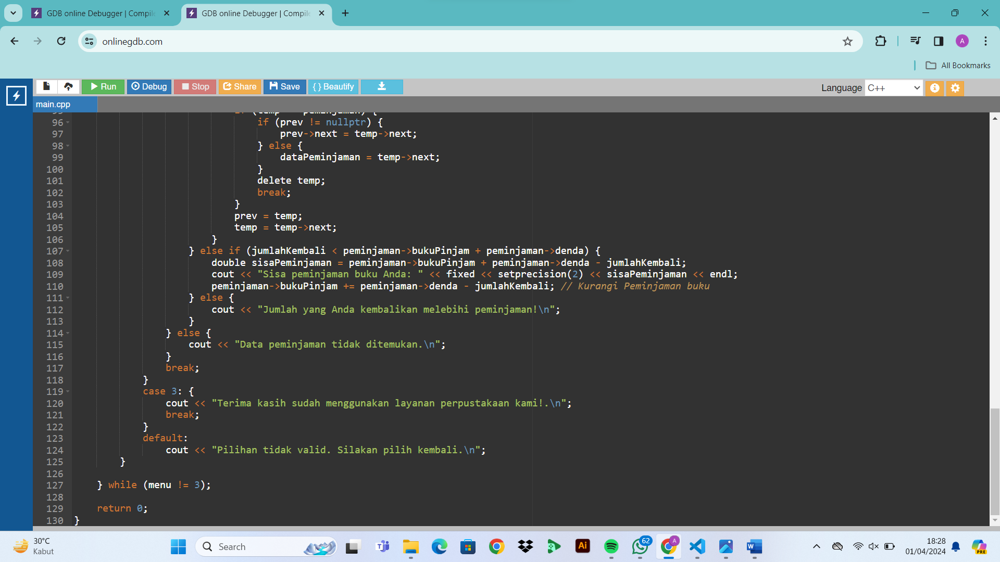 GDB online Debugger | Compile
GDB online Debugger | Compile
onlinegdb.com
A
All Bookmarks
Run
Debug
Stop
Share
Save
{ } Beautify
Language C++
main.cpp
96 if (prev != nullptr) {
97 prev->next = temp->next;
98 } else {
99 dataPeminjaman = temp->next;
100 }
101 delete temp;
102 break;
103 }
104 prev = temp;
105 temp = temp->next;
106 }
107 } else if (jumlahKembali < peminjaman->bukuPinjam + peminjaman->denda) {
108 double sisaPeminjaman = peminjaman->bukuPinjam + peminjaman->denda - jumlahKembali;
109 cout << "Sisa peminjaman buku Anda: " << fixed << setprecision(2) << sisaPeminjaman << endl;
110 peminjaman->bukuPinjam += peminjaman->denda - jumlahKembali; // Kurangi Peminjaman buku
111 } else {
112 cout << "Jumlah yang Anda kembalikan melebihi peminjaman!\n";
113 }
114 } else {
115 cout << "Data peminjaman tidak ditemukan.\n";
116 }
117 break;
118 }
119 case 3: {
120 cout << "Terima kasih sudah menggunakan layanan perpustakaan kami!.\n";
121 break;
122 }
123 default:
124 cout << "Pilihan tidak valid. Silakan pilih kembali.\n";
125 }
126
127 } while (menu != 3);
128
129 return 0;
130 }
30°C
Kabut
Search
Ai
62
A
18:28
01/04/2024
PRE